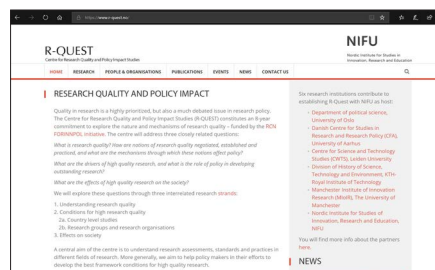 https://www.r-quest.no/
R-QUEST
Centre for Research Quality and Policy Impact Studies
NIFU
Nordic Institute for Studies in
Innovation, Research and Education
HOME RESEARCH PEOPLE & ORGANISATIONS PUBLICATIONS EVENTS NEWS CONTACT US
RESEARCH QUALITY AND POLICY IMPACT
Quality in research is a highly prioritized, but also a much debated issue in research policy.
The Centre for Research Quality and Policy Impact Studies (R-QUEST) constitutes an 8-year
commitment to explore the nature and mechanisms of research quality – funded by the RCN
FORINNPOL initiative. The centre will address three closely related questions:
What is research quality? How are notions of research quality negotiated, established and
practiced, and what are the mechanisms through which these notions affect policy?
What are the drivers of high quality research, and what is the role of policy in developing
outstanding research?
What are the effects of high quality research on the society?
We will explore these questions through three interrelated research strands:
1. Understanding research quality
2. Conditions for high research quality
2a. Country level studies
2b. Research groups and research organisations
3. Effects on society
A central aim of the centre is to understand research assessments, standards and practices in
different fields of research. More generally, we aim to help policy makers in their efforts to
develop the best framework conditions for high quality research.
Six research institutions contribute to
establishing R-Quest with NIFU as host:
Department of political science,
University of Oslo
Danish Centre for Studies in
Research and Research Policy (CFA),
University of Aarhus
Centre for Science and Technology
Studies (CWTS), Leiden University
Division of History of Science,
Technology and Environment, KTH-
Royal Institute of Technology
Manchester Institute of Innovation
Research (MIoIR), The University of
Manchester
Nordic Institute for Studies of
Innovation, Research and Education,
NIFU
You will find more info about the partners
here.
NEWS